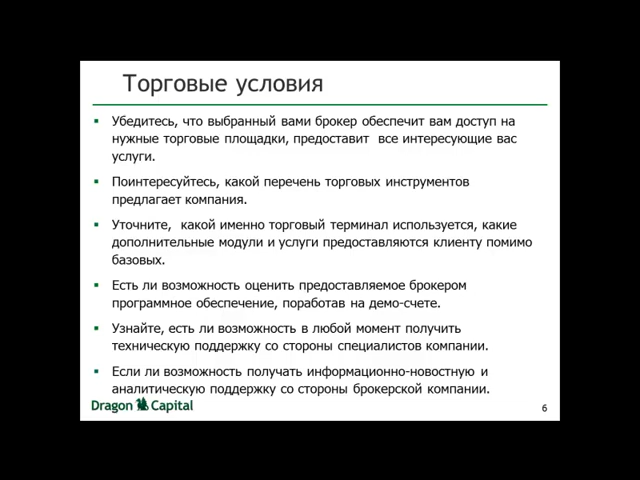 Торговые условия
Убедитесь, что выбранный вами брокер обеспечит вам доступ на
нужные торговые площадки, предоставит все интересующие вас
услуги.
Поинтересуйтесь, какой перечень торговых инструментов
предлагает компания.
Уточните, какой именно торговый терминал используется, какие
дополнительные модули и услуги предоставляются клиенту помимо
базовых.
Есть ли возможность оценить предоставляемое брокером
программное обеспечение, поработав на демо-счете.
Узнайте, есть ли возможность в любой момент получить
техническую поддержку со стороны специалистов компании.
Если ли возможность получать информационно-новостную и
аналитическую поддержку со стороны брокерской компании.
Dragon Capital
6